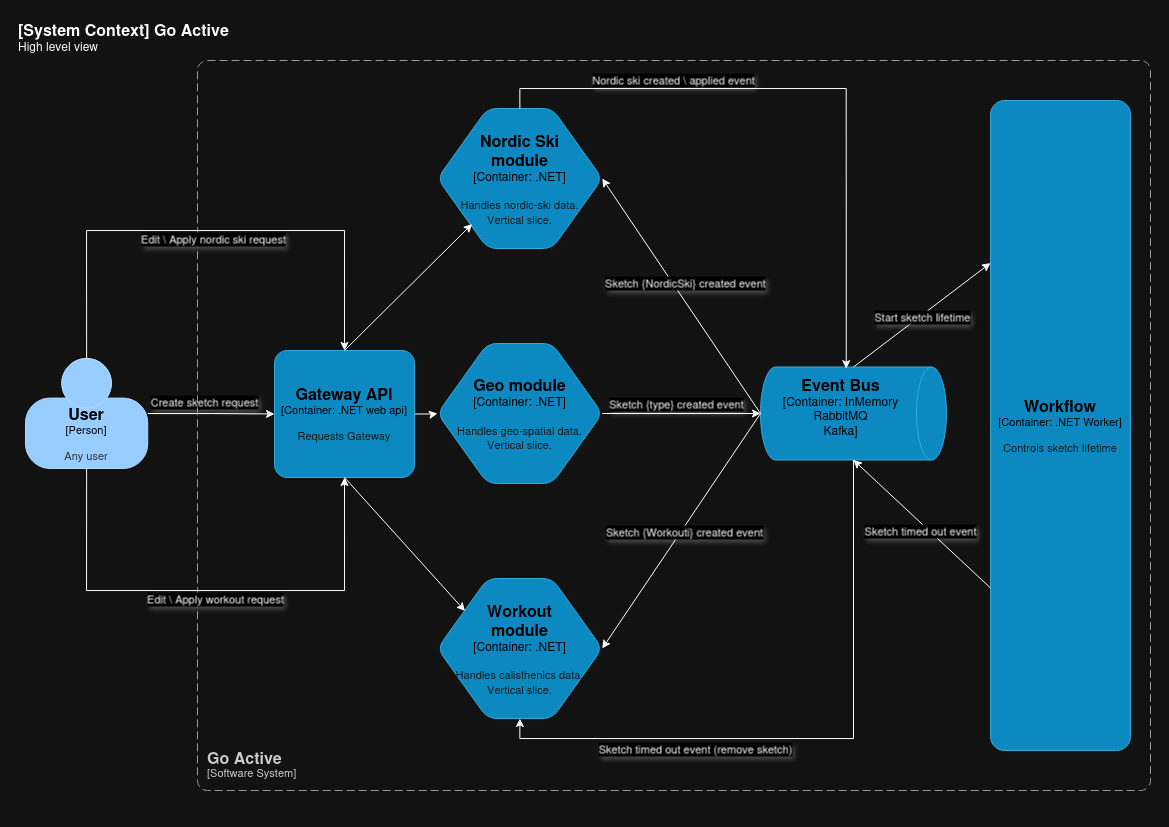 [System Context] Go Active
High level view
Nordic ski created \ applied event
Nordic Ski
module
[Container: .NET]
Handles nordic-ski data.
Vertical slice.
Edit \ Apply nordic ski request
Sketch {NordicSki} created event
Start sketch lifetime
User
[Person]
Any user
Create sketch request
Gateway API
[Container: .NET web api]
Requests Gateway
Geo module
[Container: .NET]
Handles geo-spatial data.
Vertical slice.
Sketch {type} created event
Event Bus
[Container: InMemory
RabbitMQ
Kafka]
Workflow
[Container: .NET Worker]
Controls sketch lifetime
Sketch {Workouti} created event
Sketch timed out event
Edit \ Apply workout request
Workout
module
[Container: .NET]
Handles calisthenics data.
Vertical slice.
Sketch timed out event (remove sketch)
Go Active
[Software System]